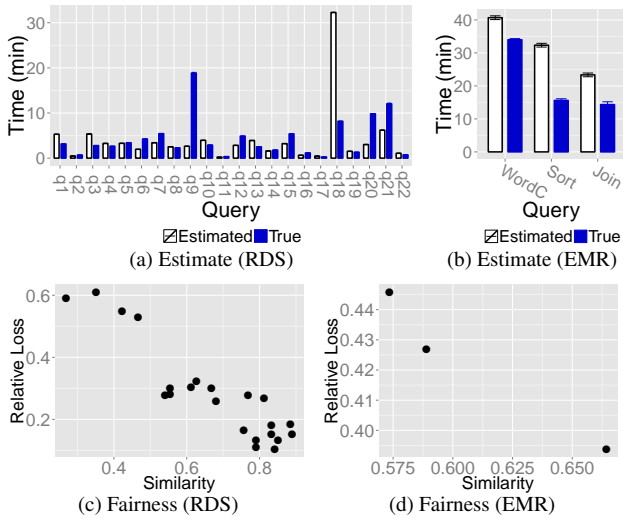 Time (min)
30
20
10
0
q1 q2 q3 q4 q5 q6 q7 q8 q9 q10 q11 q12 q13 q14 q15 q16 q17 q18 q19 q20 q21 q22
Query
Estimated True
(a) Estimate (RDS)
Time (min)
40
30
20
10
0
WordC Sort Join
Query
Estimated True
(b) Estimate (EMR)
Relative Loss
0.6
0.4
0.2
0.4 0.6 0.8
Similarity
(c) Fairness (RDS)
Relative Loss
0.44
0.43
0.42
0.41
0.40
0.575 0.600 0.625 0.650
Similarity
(d) Fairness (EMR)